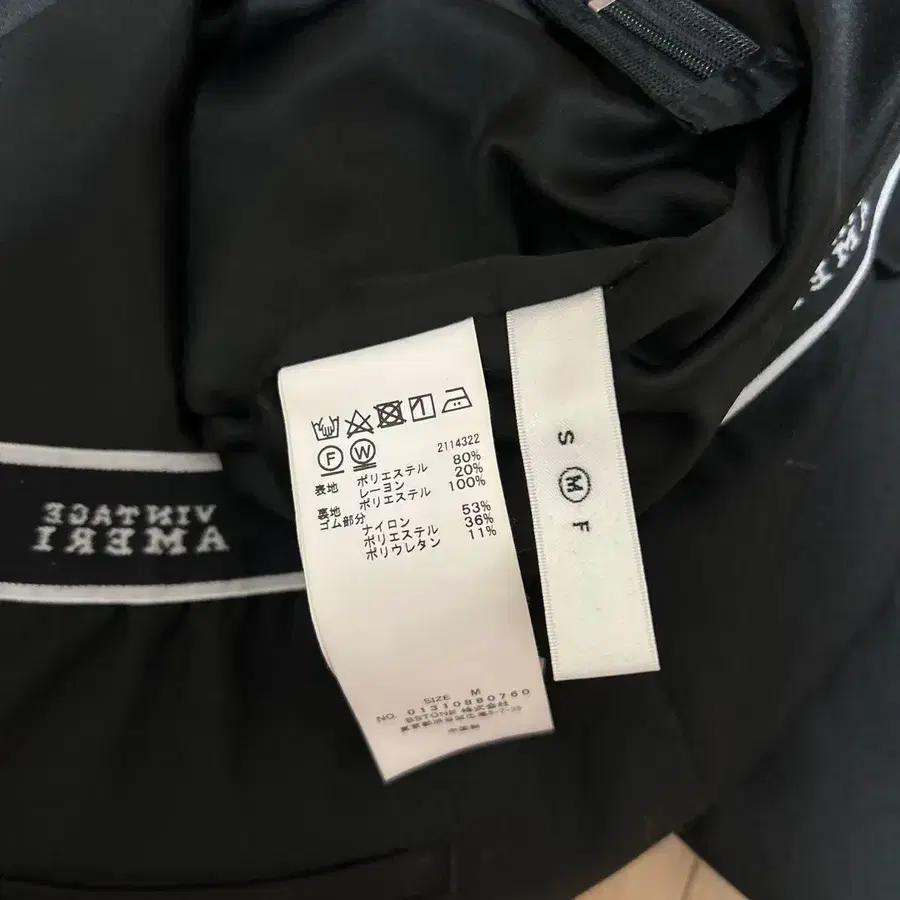 F W
2114322
表地 ポリエステル 80%
レーヨン 20%
裏地 ポリエステル 100%
ゴム部分
ナイロン 53%
ポリエステル 36%
ポリウレタン 11%
SIZE M
NO. 01310880760
BSTONE 株式会社
中国製
S
M
F
VINTAGE
AMERI